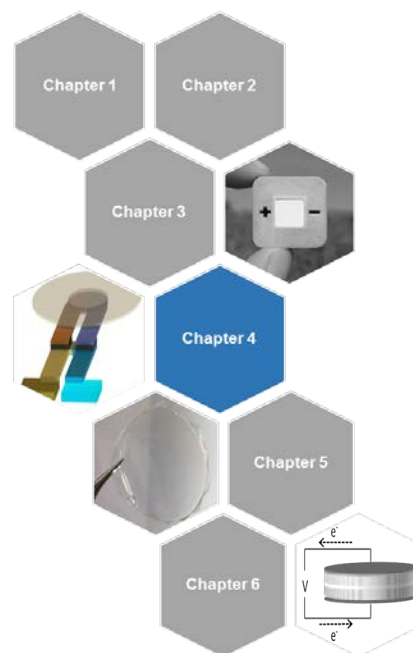 Chapter 1
Chapter 2
Chapter 3
+ −
Chapter 4
Chapter 5
Chapter 6
e-
V
e-